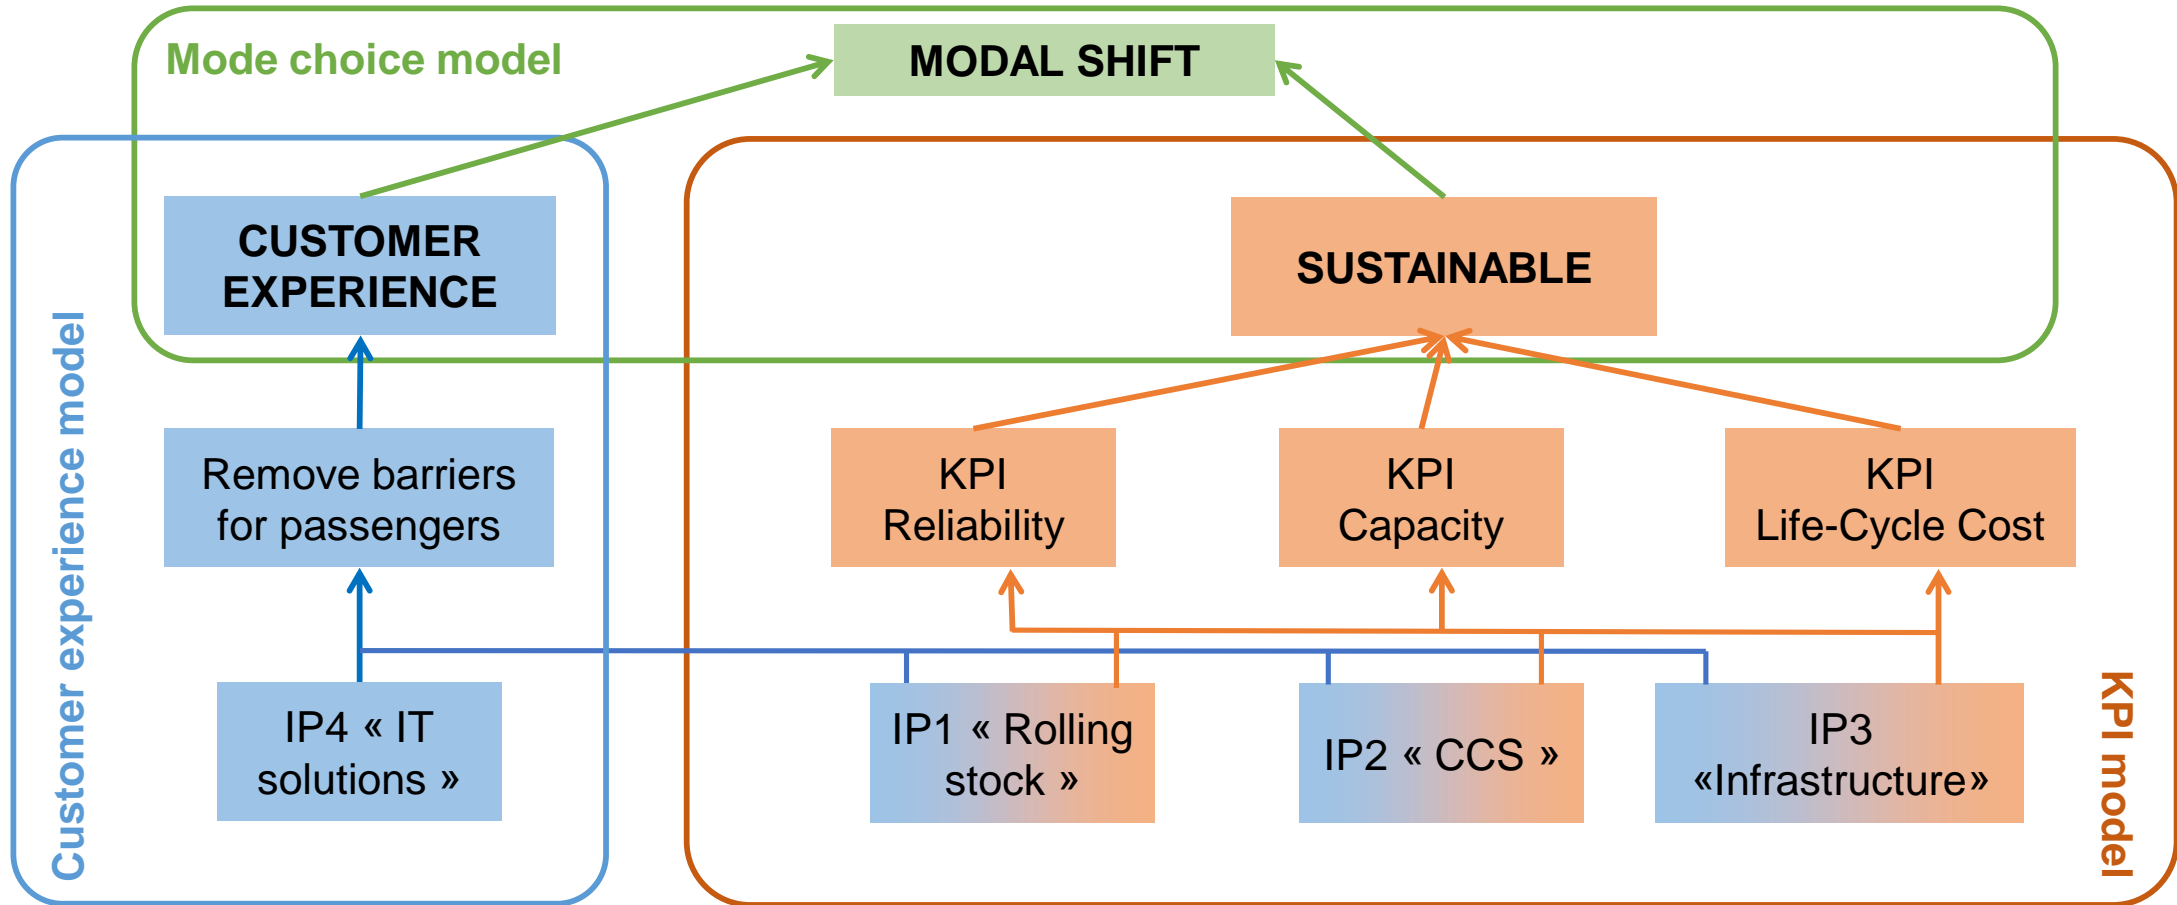 Mode choice model
MODAL SHIFT
CUSTOMER
EXPERIENCE
SUSTAINABLE
Customer experience model
Remove barriers
for passengers
KPI
Reliability
KPI
Capacity
KPI
Life-Cycle Cost
IP4 « IT
solutions »
IP1 « Rolling
stock »
IP2 « CCS »
IP3
«Infrastructure»
KPI model